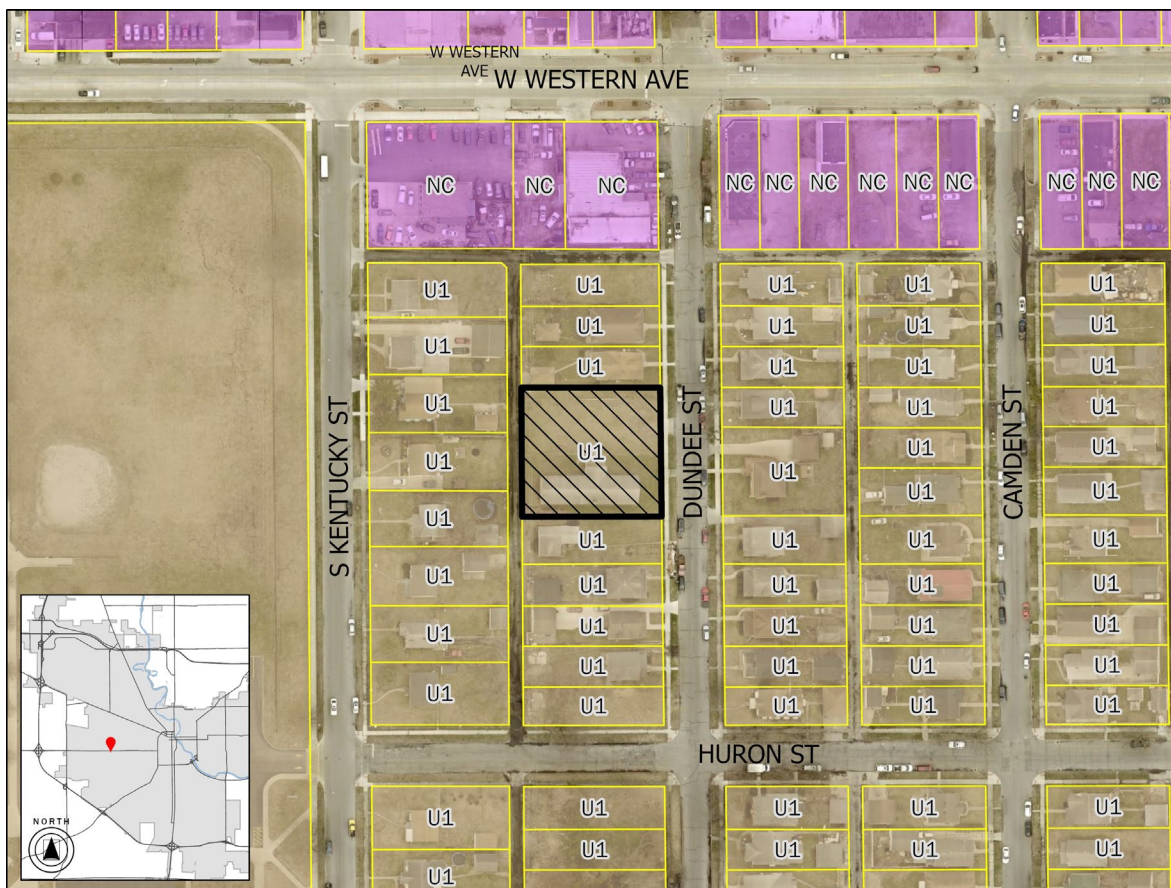 W WESTERN
AVE
W WESTERN AVE
NC NC NC NC NC NC NC NC NC NC NC NC
U1 U1 U1 U1 U1
U1 U1 U1 U1 U1
U1 U1 U1 U1 U1
U1 U1 U1 U1
U1 U1 U1 U1 U1
U1 U1 U1
S KENTUCKY ST
DUNDEE ST
CAMDEN ST
U1 U1 U1 U1
U1 U1 U1 U1 U1
U1 U1 U1 U1 U1
U1 U1 U1 U1 U1
U1 U1 U1 U1
HURON ST
U1 U1 U1 U1 U1
U1 U1 U1 U1
U1
NORTH